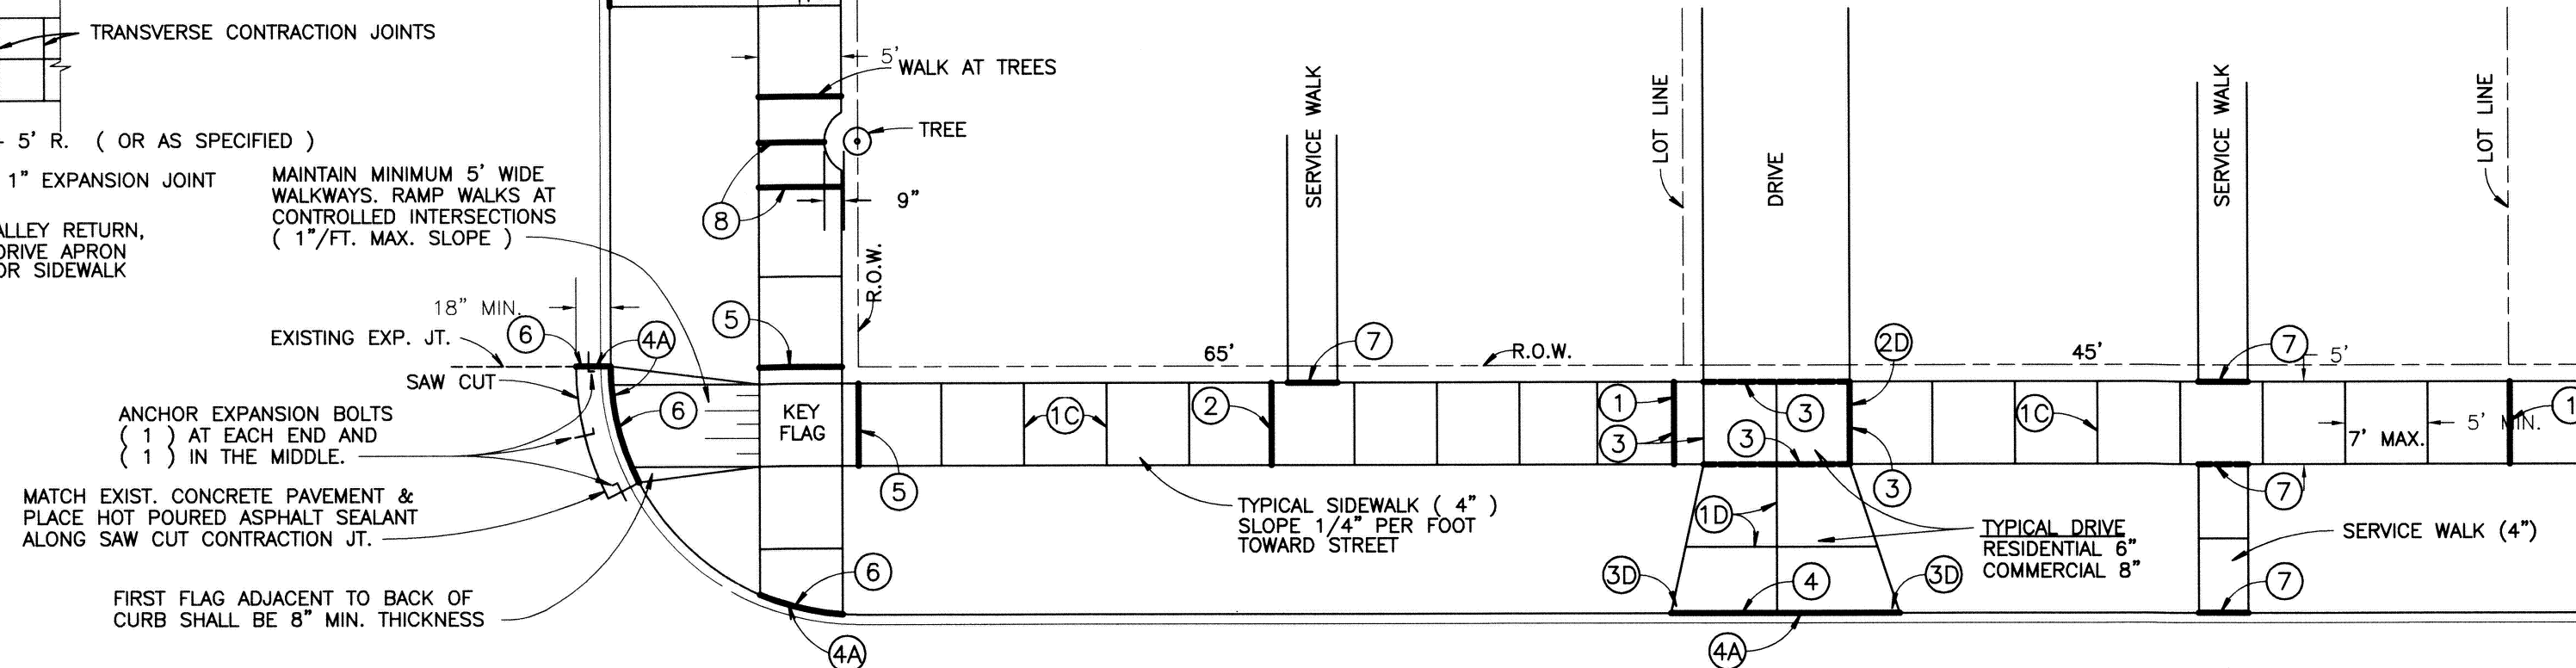 TRANSVERSE CONTRACTION JOINTS
5' R. ( OR AS SPECIFIED )
1" EXPANSION JOINT
ALLEY RETURN,
DRIVE APRON
OR SIDEWALK
MAINTAIN MINIMUM 5' WIDE
WALKWAYS. RAMP WALKS AT
CONTROLLED INTERSECTIONS
( 1"/FT. MAX. SLOPE )
18" MIN.
EXISTING EXP. JT.
SAW CUT
ANCHOR EXPANSION BOLTS
( 1 ) AT EACH END AND
( 1 ) IN THE MIDDLE.
MATCH EXIST. CONCRETE PAVEMENT &
PLACE HOT POURED ASPHALT SEALANT
ALONG SAW CUT CONTRACTION JT.
FIRST FLAG ADJACENT TO BACK OF
CURB SHALL BE 8" MIN. THICKNESS
6
4A
6
5'
WALK AT TREES
TREE
8
9"
R.O.W.
5
KEY
FLAG
5
6
4A
1C
2
65'
SERVICE WALK
7
R.O.W.
TYPICAL SIDEWALK ( 4" )
SLOPE 1/4" PER FOOT
TOWARD STREET
LOT LINE
DRIVE
1
3
3
3
2D
3
1D
3D
4
3D
4A
TYPICAL DRIVE
RESIDENTIAL 6"
COMMERCIAL 8"
45'
1C
SERVICE WALK
7
5'
7' MAX.
5' MIN.
1
7
SERVICE WALK (4")
7
LOT LINE